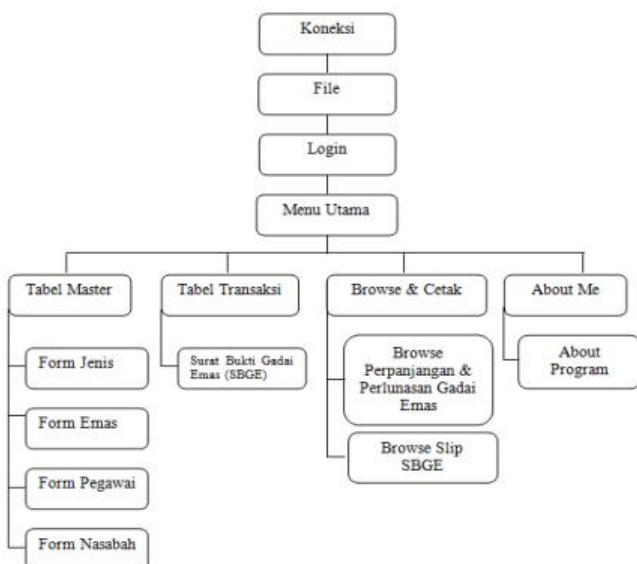 Koneksi
File
Login
Menu Utama
Tabel Master
Tabel Transaksi
Browse & Cetak
About Me
Form Jenis
Form Emas
Form Pegawai
Form Nasabah
Surat Bukti Gadai
Emas (SBGE)
Browse
Perpanjangan &
Perlunasan Gadai
Emas
Browse Slip
SBGE
About
Program